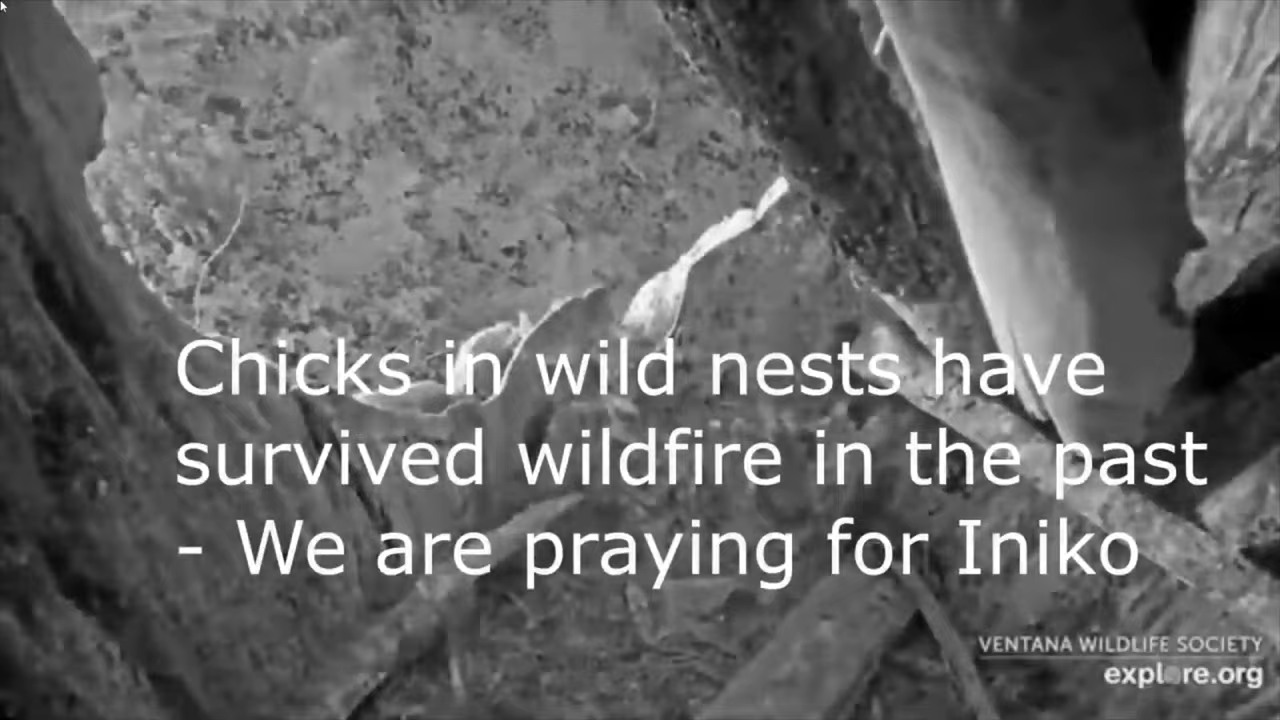 Chicks in wild nests have
survived wildfire in the past
- We are praying for Iniko
VENTANA WILDLIFE SOCIETY
explore.org